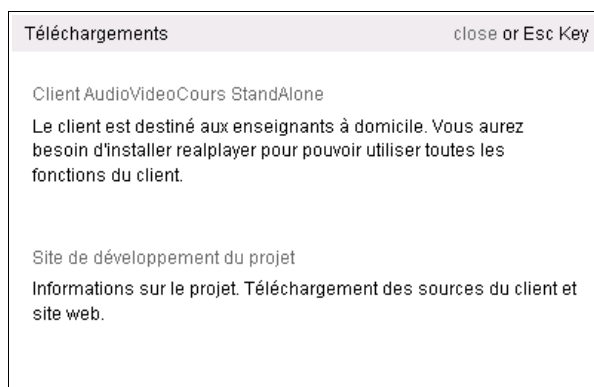 Téléchargements close or Esc Key
Client AudioVideoCours StandAlone
Le client est destiné aux enseignants à domicile. Vous aurez
besoin d'installer realplayer pour pouvoir utiliser toutes les
fonctions du client.
Site de développement du projet
Informations sur le projet. Téléchargement des sources du client et
site web.